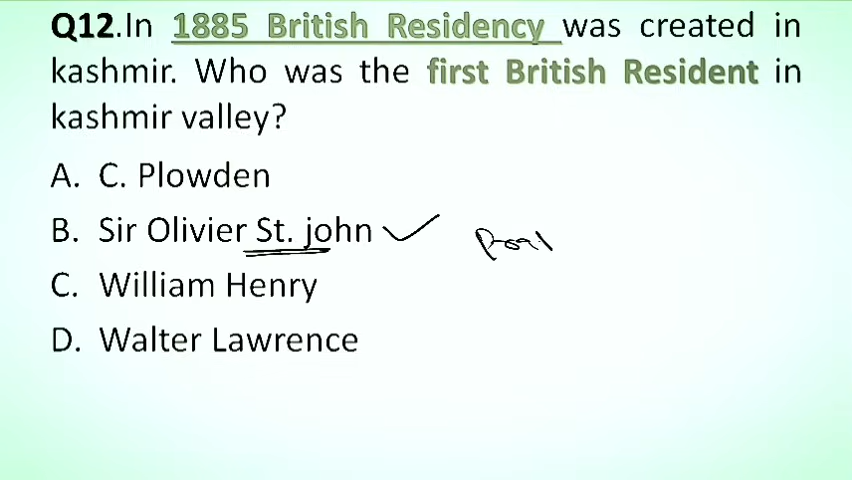 Q12.In 1885 British Residency was created in
kashmir. Who was the first British Resident in
kashmir valley?
A. C. Plowden
B. Sir Olivier St. john
C. William Henry
D. Walter Lawrence